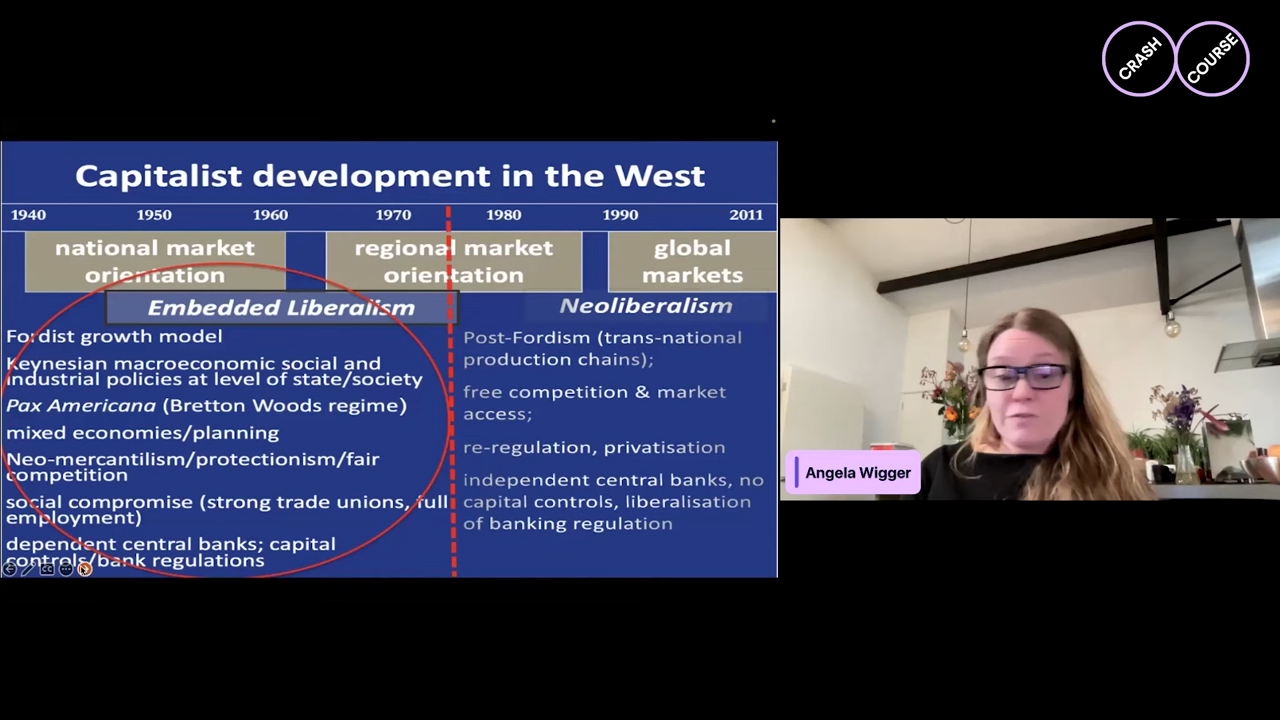 CRASH COURSE
Capitalist development in the West
1940 1950 1960 1970 1980 1990 2011
national market
orientation
regional market
orientation
global
markets
Embedded Liberalism
Neoliberalism
Fordist growth model
Keynesian macroeconomic social and
industrial policies at level of state/society
Pax Americana (Bretton Woods regime)
mixed economies/planning
Neo-mercantilism/protectionism/fair
competition
social compromise (strong trade unions, full
employment)
dependent central banks; capital
controls/bank regulations
Post-Fordism (trans-national
production chains);
free competition & market
access;
re-regulation, privatisation
independent central banks, no
capital controls, liberalisation
of banking regulation
Angela Wigger